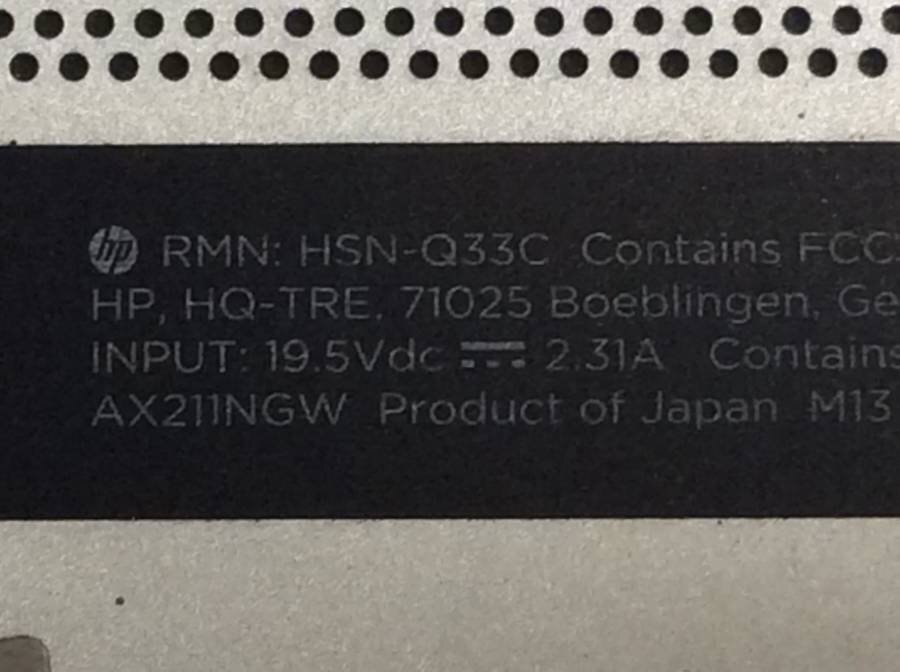 hp RMN: HSN-Q33C Contains FCC
HP, HQ-TRE, 71025 Boeblingen, Ge
INPUT: 19.5Vdc ⎓ 2.31A Contains
AX211NGW Product of Japan M13